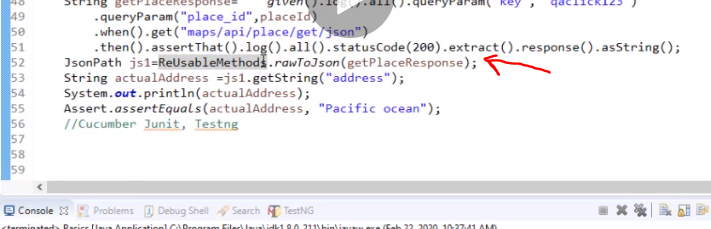 48 String getPlaceResponse= given().log().all().queryParam("key", "qaclick123")
49 .queryParam("place_id",placeId)
50 .when().get("maps/api/place/get/json")
51 .then().assertThat().log().all().statusCode(200).extract().response().asString();
52 JsonPath js1=ReUsableMethods.rawToJson(getPlaceResponse);
53 String actualAddress =js1.getString("address");
54 System.out.println(actualAddress);
55 Assert.assertEquals(actualAddress, "Pacific ocean");
56 //Cucumber Junit, Testng
57
58
59
Console Problems Debug Shell Search TestNG
<terminated> Basics [Java Application] C:\Program Files\Java\jdk1.8.0_211\bin\javaw.exe (Feb 22, 2020, 10:37:41 AM)